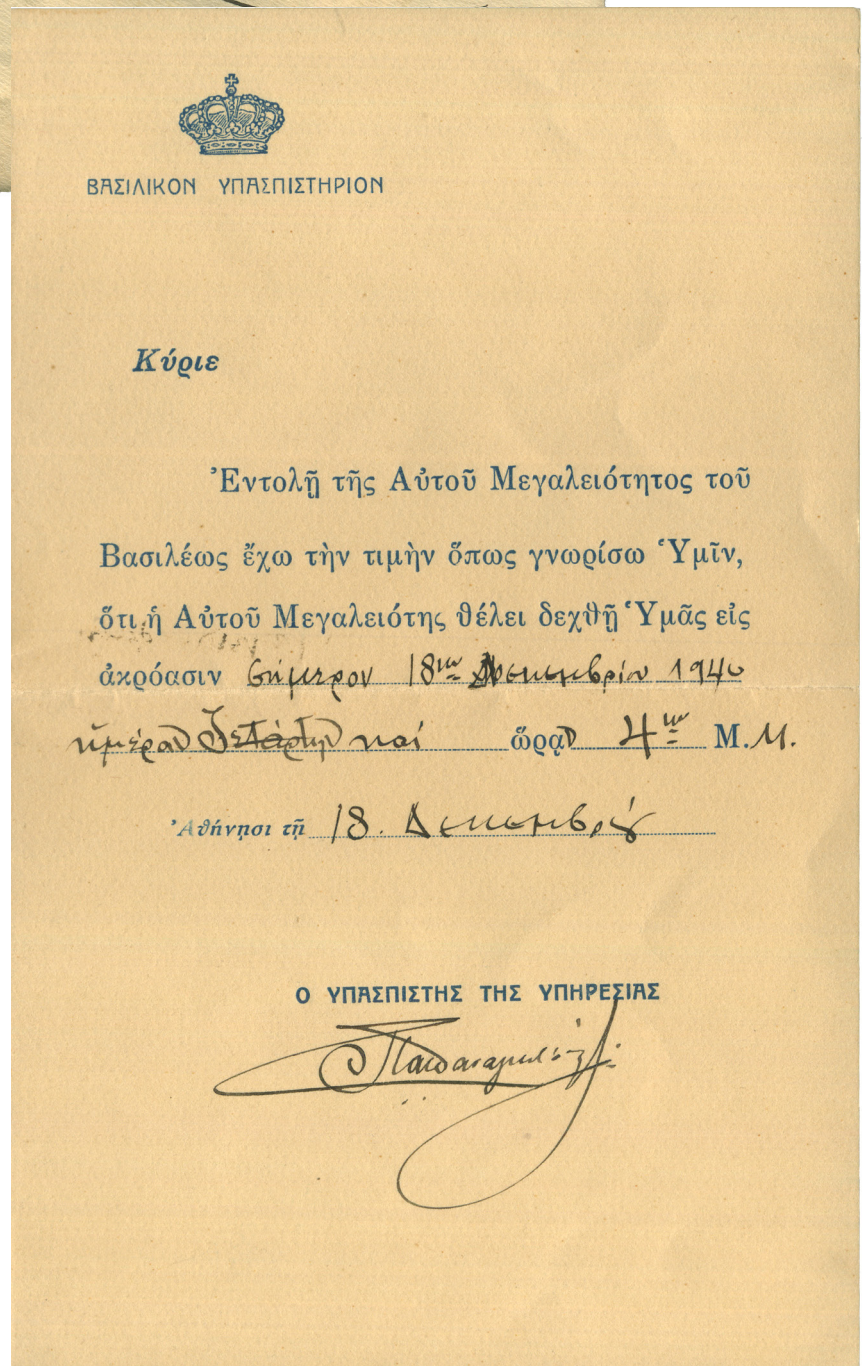 ΒΑΣΙΛΙΚΟΝ ΥΠΑΣΠΙΣΤΗΡΙΟΝ
Κύριε
Ἐντολῇ τῆς Αὐτοῦ Μεγαλειότητος τοῦ
Βασιλέως ἔχω τὴν τιμὴν ὅπως γνωρίσω Ὑμῖν,
ὅτι ἡ Αὐτοῦ Μεγαλειότης θέλει δεχθῇ Ὑμᾶς εἰς
ἀκρόασιν σήμερον 18ην Δεκεμβρίου 1940
ἡμέραν Τετάρτην καί ὥραν 4ην Μ.Μ.
Ἀθήνησι τῇ 18. Δεκεμβρίου
Ο ΥΠΑΣΠΙΣΤΗΣ ΤΗΣ ΥΠΗΡΕΣΙΑΣ